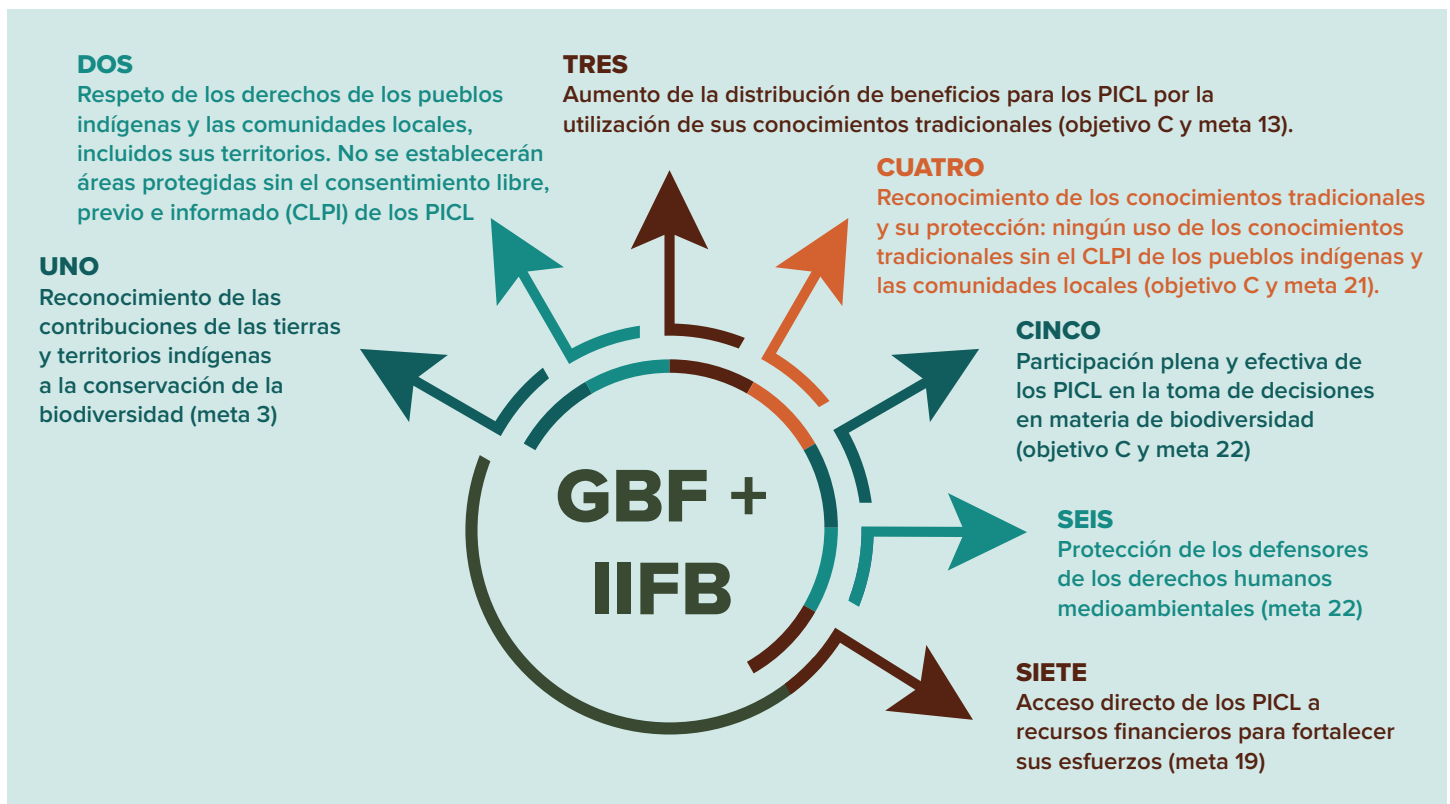 UNO
Reconocimiento de las
contribuciones de las tierras
y territorios indígenas
a la conservación de la
biodiversidad (meta 3)
DOS
Respeto de los derechos de los pueblos
indígenas y las comunidades locales,
incluidos sus territorios. No se establecerán
áreas protegidas sin el consentimiento libre,
previo e informado (CLPI) de los PICL
TRES
Aumento de la distribución de beneficios para los PICL por la
utilización de sus conocimientos tradicionales (objetivo C y meta 13).
CUATRO
Reconocimiento de los conocimientos tradicionales
y su protección: ningún uso de los conocimientos
tradicionales sin el CLPI de los pueblos indígenas y
las comunidades locales (objetivo C y meta 21).
CINCO
Participación plena y efectiva de
los PICL en la toma de decisiones
en materia de biodiversidad
(objetivo C y meta 22)
SEIS
Protección de los defensores
de los derechos humanos
medioambientales (meta 22)
SIETE
Acceso directo de los PICL a
recursos financieros para fortalecer
sus esfuerzos (meta 19)
GBF +
IIFB